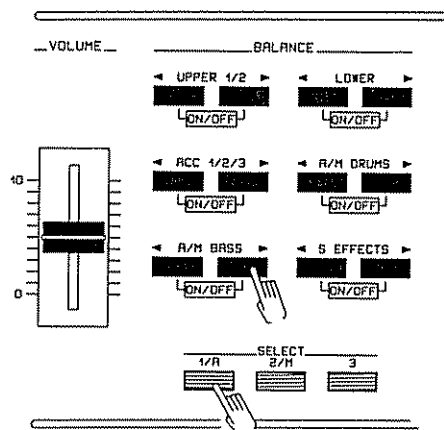 VOLUME BALANCE
◄ UPPER 1/2 ► ◄ LOWER ►
ON/OFF ON/OFF
◄ ACC 1/2/3 ► ◄ A/M DRUMS ►
10
ON/OFF ON/OFF
◄ A/M BASS ► ◄ S EFFECTS ►
0
ON/OFF ON/OFF
SELECT
1/A 2/M 3